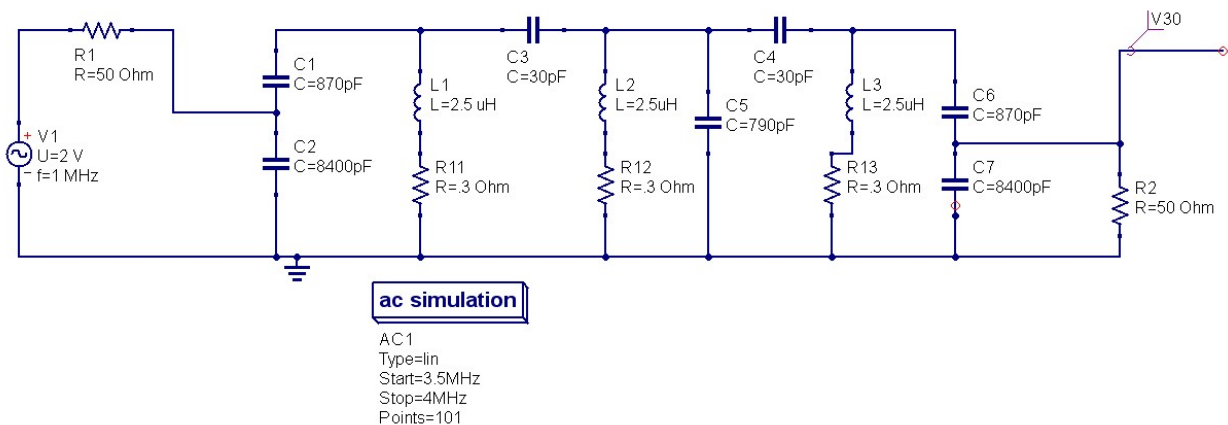 V30
R1
R=50 Ohm
C1
C=870pF
L1
L=2.5 uH
C3
C=30pF
L2
L=2.5uH
C4
C=30pF
L3
L=2.5uH
C5
C=790pF
C6
C=870pF
V1
U=2 V
f=1 MHz
+
−
C2
C=8400pF
R11
R=.3 Ohm
R12
R=.3 Ohm
R13
R=.3 Ohm
C7
C=8400pF
R2
R=50 Ohm
ac simulation
AC1
Type=lin
Start=3.5MHz
Stop=4MHz
Points=101